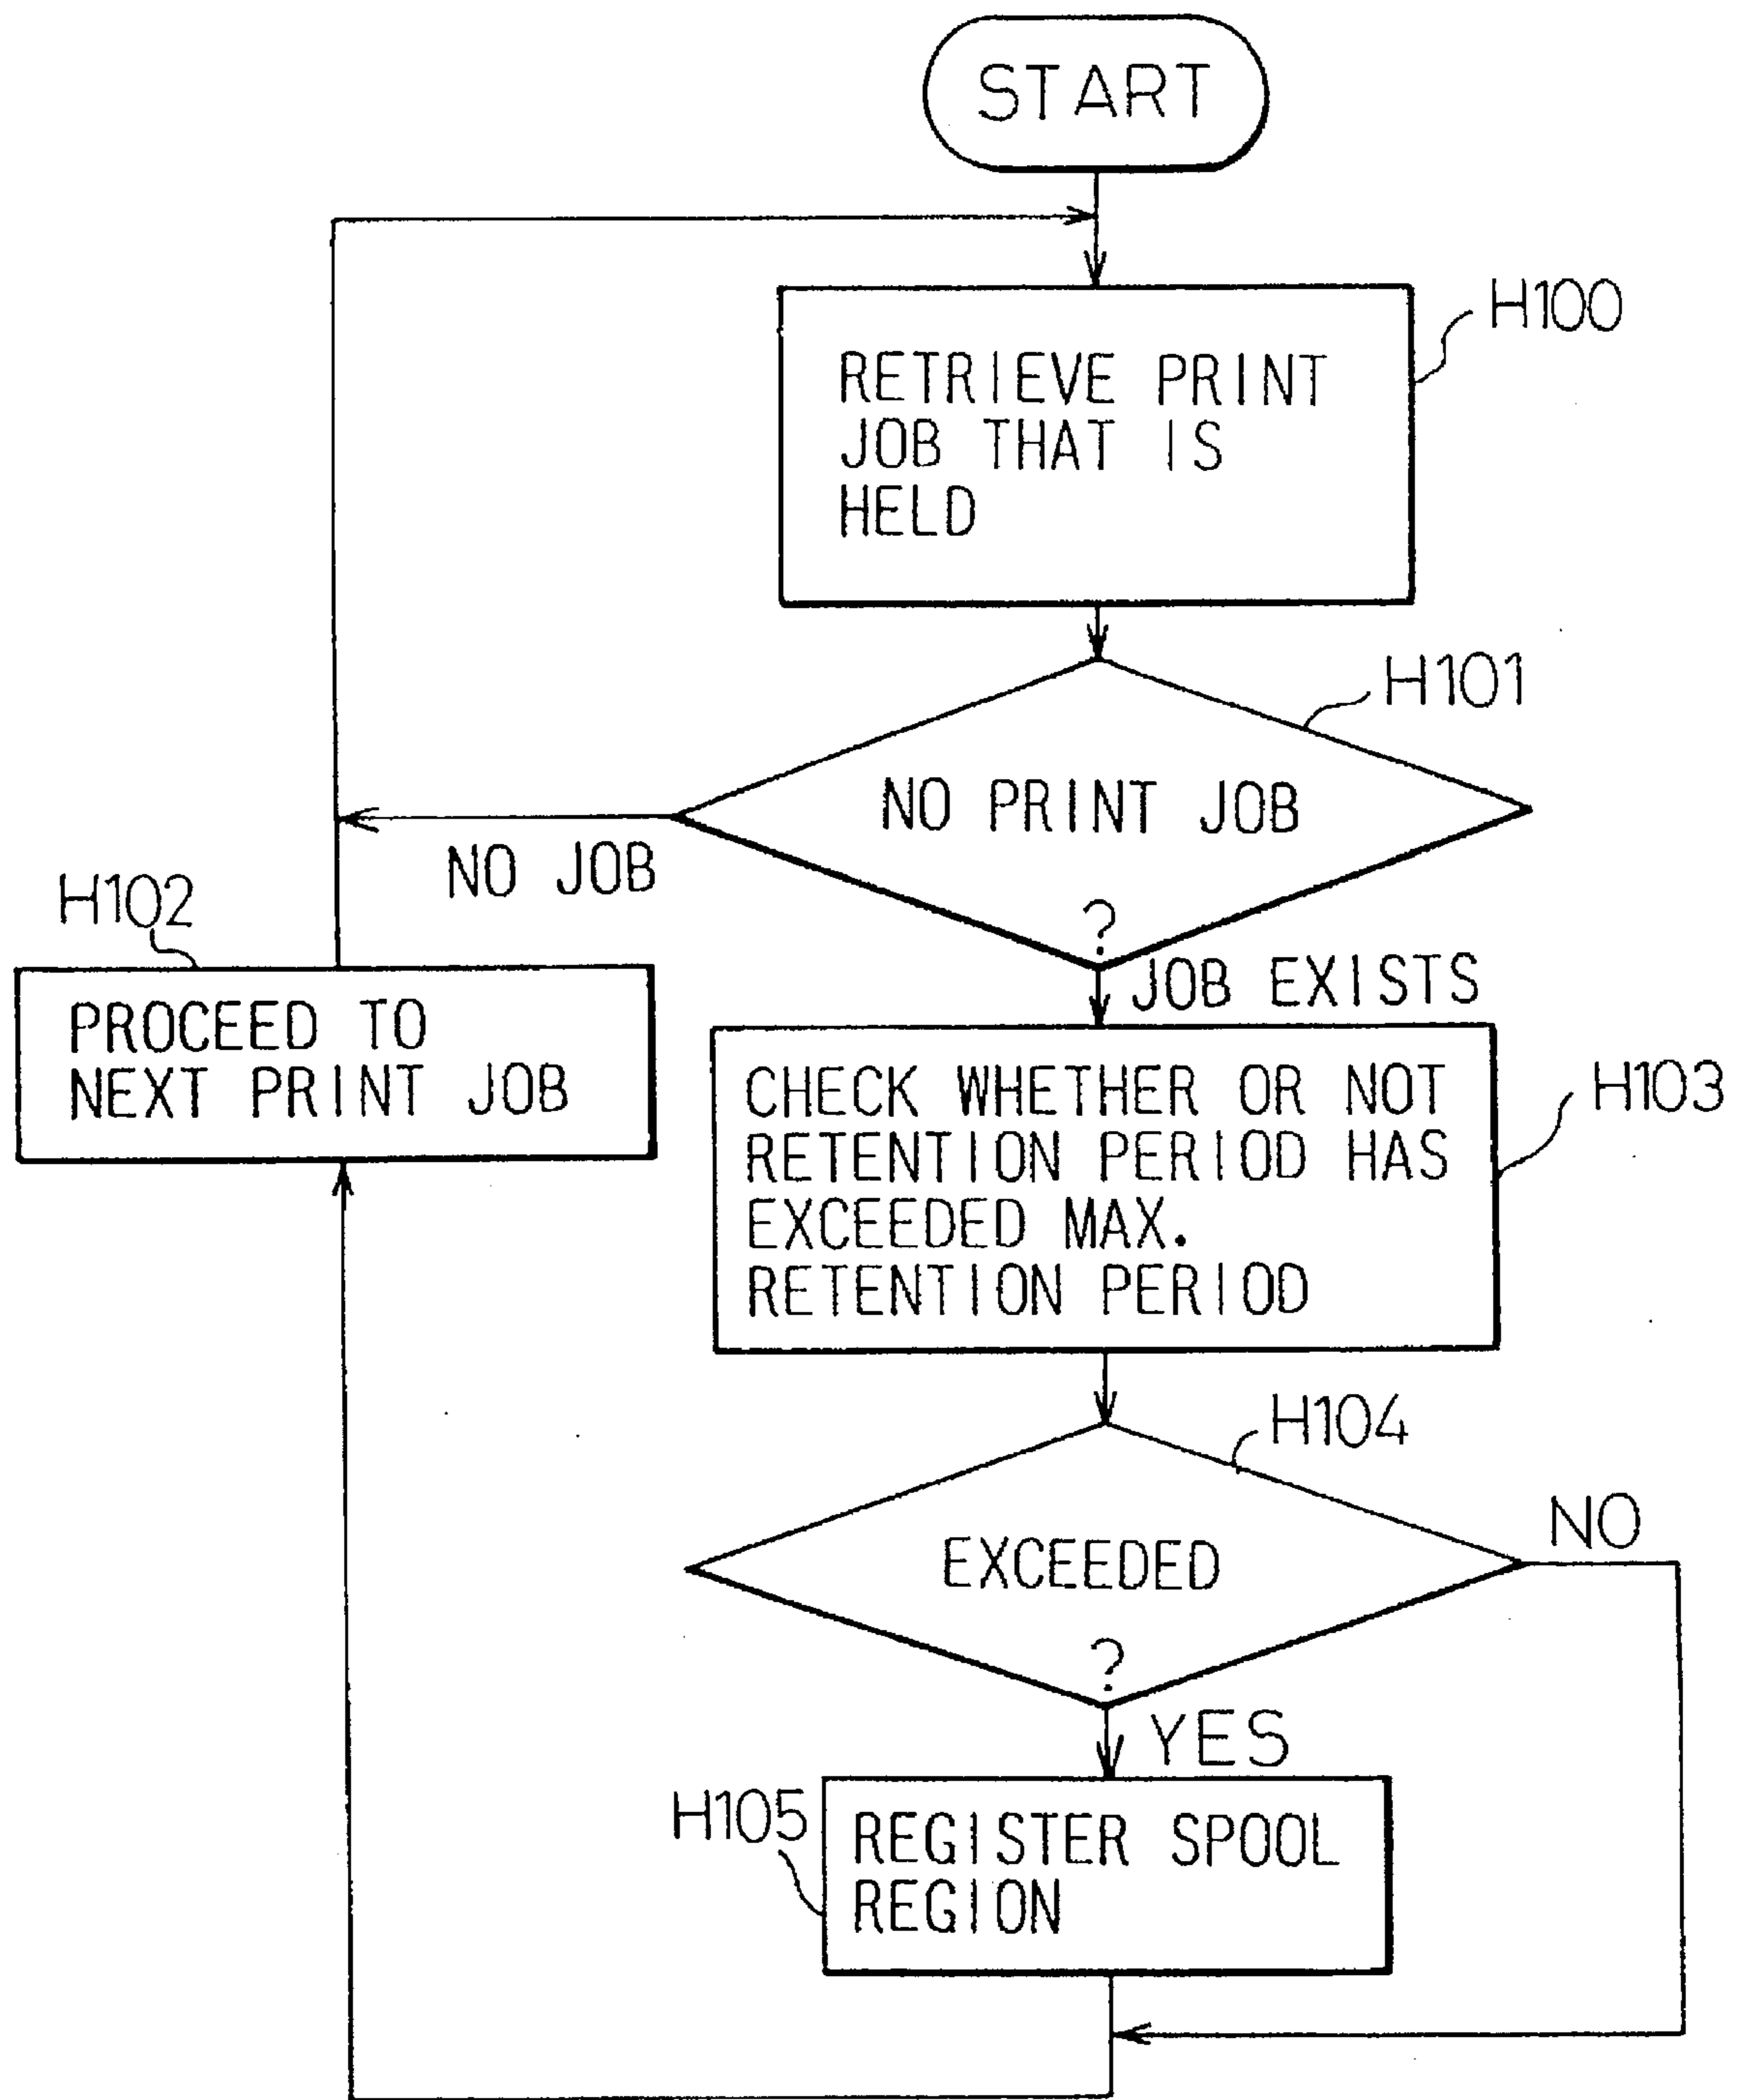 START
H100
RETRIEVE PRINT
JOB THAT IS
HELD
H101
NO PRINT JOB
?
NO JOB
JOB EXISTS
H102
PROCEED TO
NEXT PRINT JOB
H103
CHECK WHETHER OR NOT
RETENTION PERIOD HAS
EXCEEDED MAX.
RETENTION PERIOD
H104
EXCEEDED
?
NO
YES
H105
REGISTER SPOOL
REGION